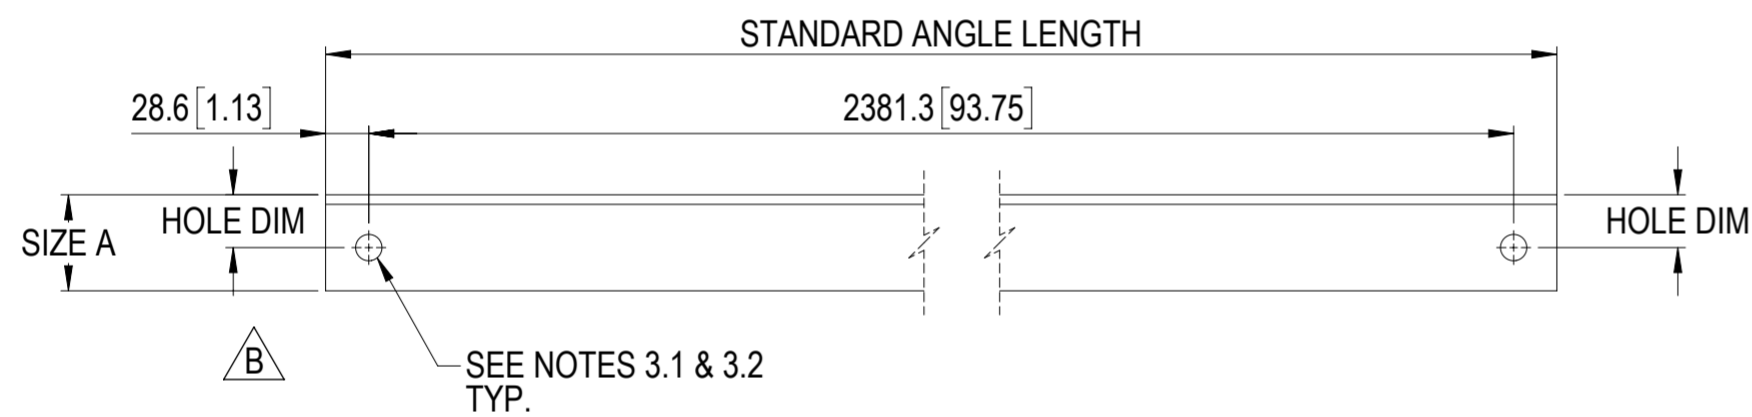 STANDARD ANGLE LENGTH
28.6[1.13]
2381.3[93.75]
HOLE DIM
SIZE A
HOLE DIM
B
SEE NOTES 3.1 & 3.2
TYP.